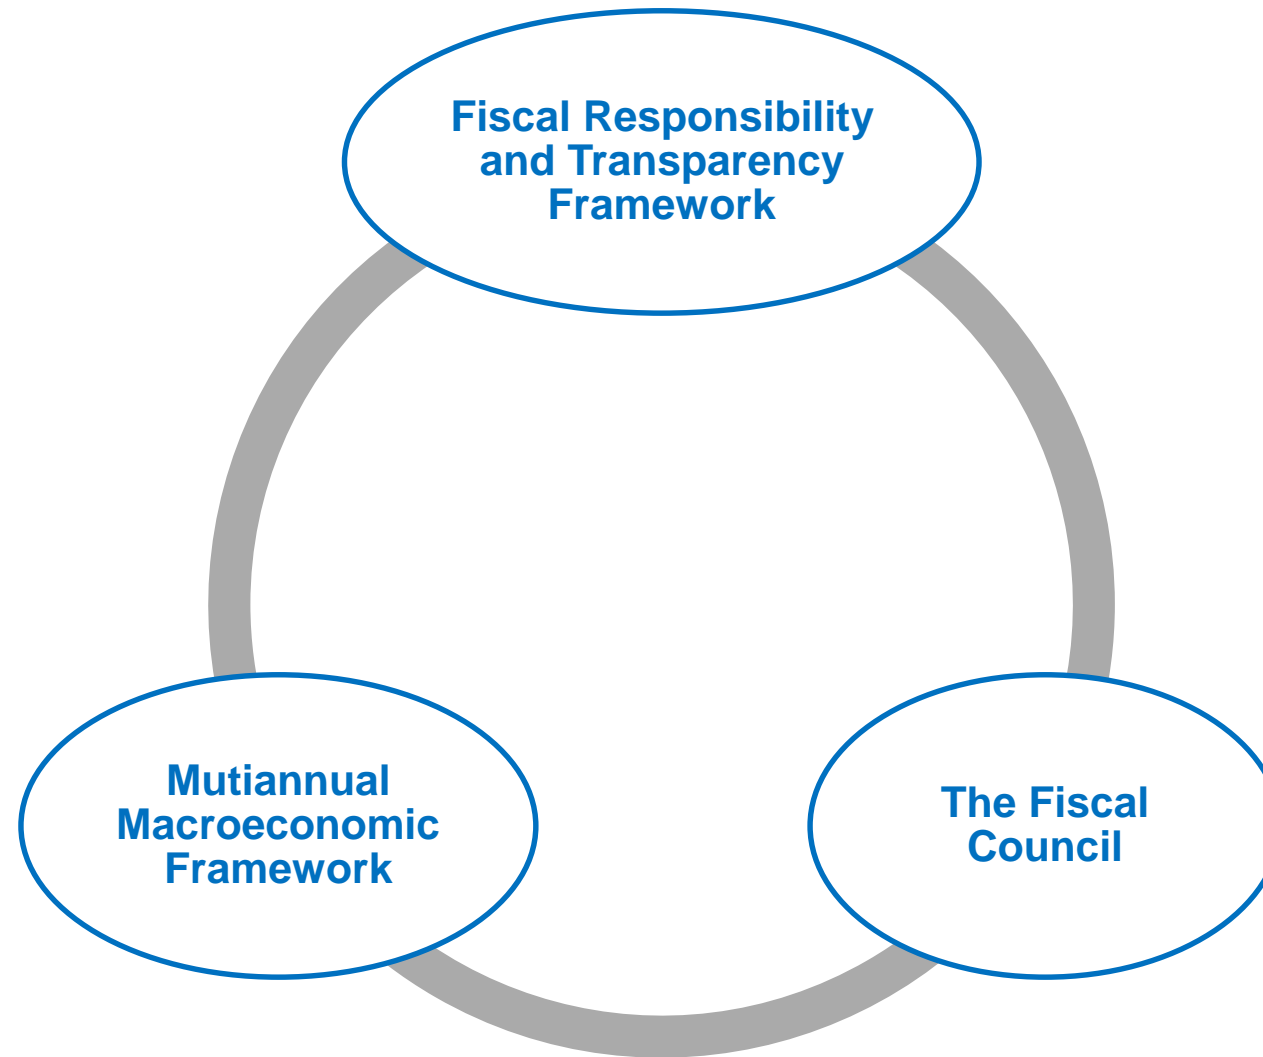 Fiscal Responsibility
and Transparency
Framework
Mutiannual
Macroeconomic
Framework
The Fiscal
Council